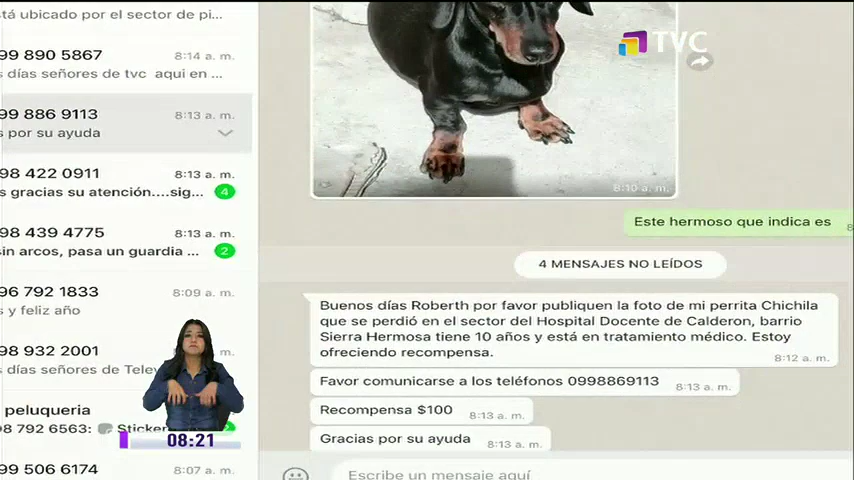 tá ubicado por el sector de pi...
99 890 5867
8:14 a. m.
s días señores de tvc aquí en ...
99 886 9113
8:13 a. m.
s por su ayuda
98 422 0911
8:13 a. m.
s gracias su atención....sig...
4
98 439 4775
8:13 a. m.
sin arcos, pasa un guardia ...
2
96 792 1833
8:09 a. m.
s y feliz año
98 932 2001
m.
s días señores de Telev
peluqueria
98 792 6563: Sticker
08:21
99 506 6174
8:07 a. m.
TVC
8:10 a. m.
Este hermoso que indica es
4 MENSAJES NO LEÍDOS
Buenos días Roberth por favor publiquen la foto de mi perrita Chichila
que se perdió en el sector del Hospital Docente de Calderon, barrio
Sierra Hermosa tiene 10 años y está en tratamiento médico. Estoy
ofreciendo recompensa.
8:12 a. m.
Favor comunicarse a los teléfonos 0998869113
8:13 a. m.
Recompensa $100
8:13 a. m.
Gracias por su ayuda
8:13 a. m.
Escribe un mensaje aquí